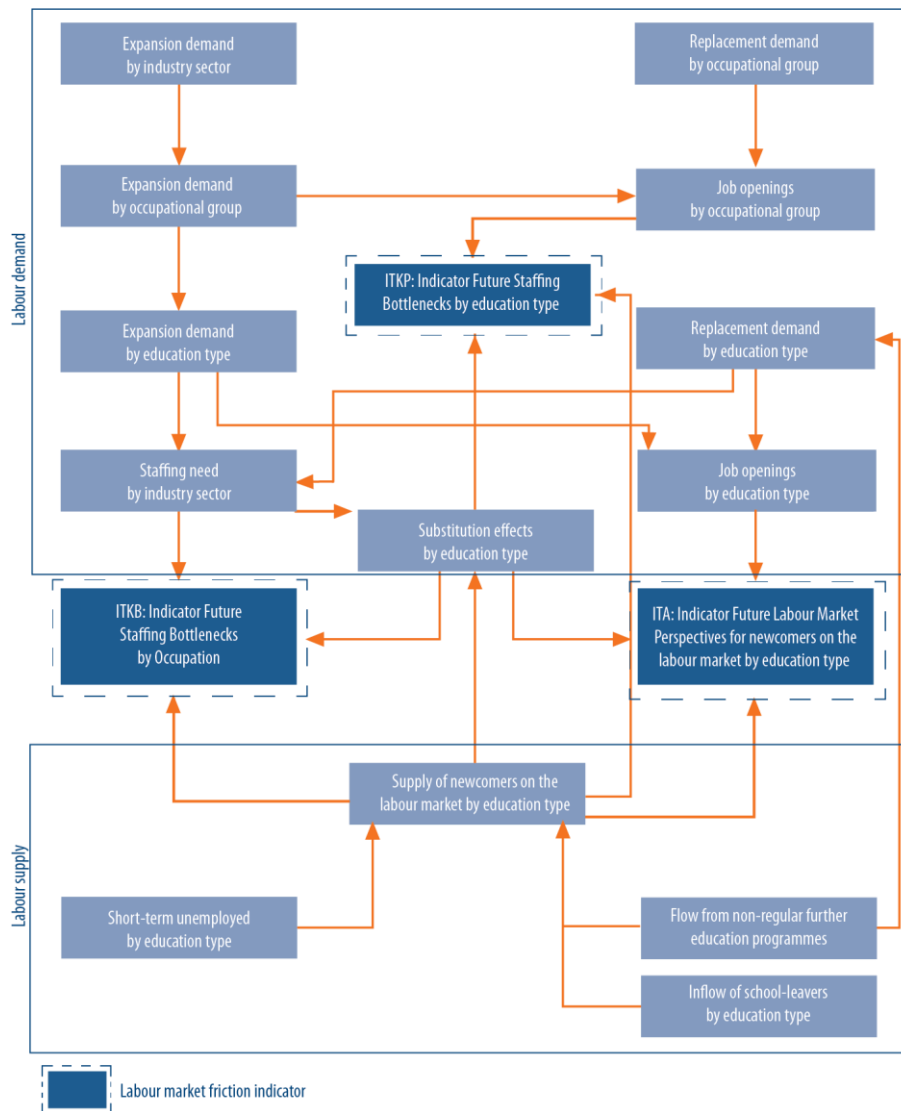 Expansion demand
by industry sector
Replacement demand
by occupational group
Expansion demand
by occupational group
Job openings
by occupational group
ITKP: Indicator Future Staffing
Bottlenecks by education type
Labour demand
Expansion demand
by education type
Replacement demand
by education type
Staffing need
by industry sector
Job openings
by education type
Substitution effects
by education type
ITKB: Indicator Future
Staffing Bottlenecks
by Occupation
ITA: Indicator Future Labour Market
Perspectives for newcomers on the
labour market by education type
Supply of newcomers on the
labour market by education type
Labour supply
Short-term unemployed
by education type
Flow from non-regular further
education programmes
Inflow of school-leavers
by education type
Labour market friction indicator